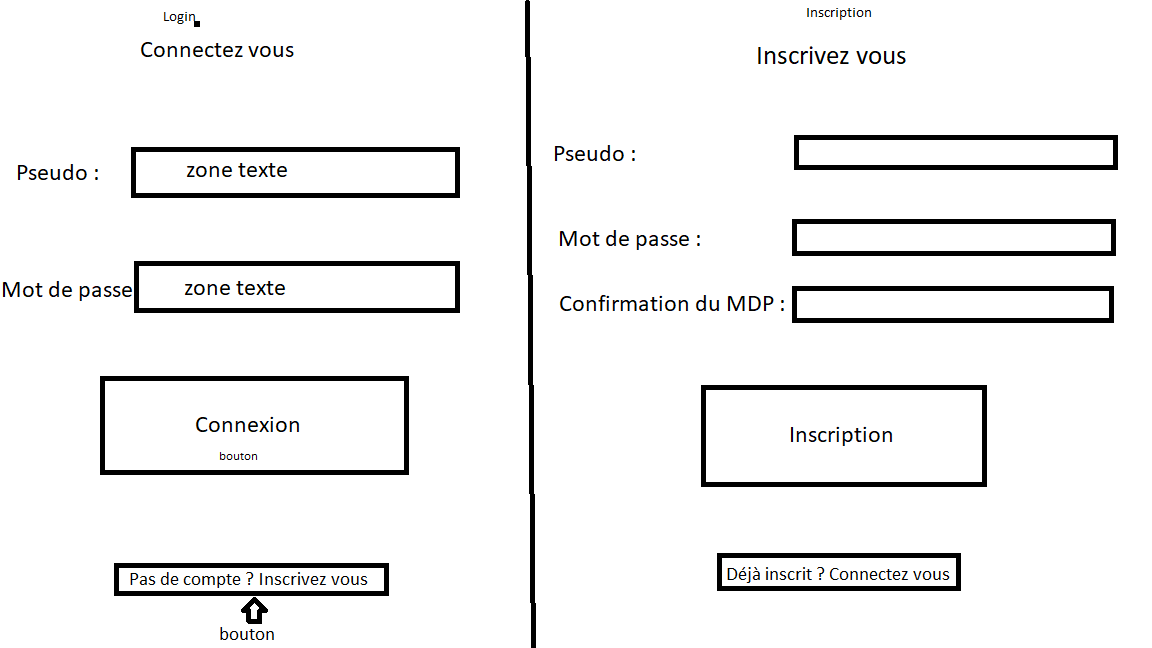 Login
Connectez vous
Pseudo :
zone texte
Mot de passe
zone texte
Connexion
bouton
Pas de compte ? Inscrivez vous
bouton
Inscription
Inscrivez vous
Pseudo :
Mot de passe :
Confirmation du MDP :
Inscription
Déjà inscrit ? Connectez vous